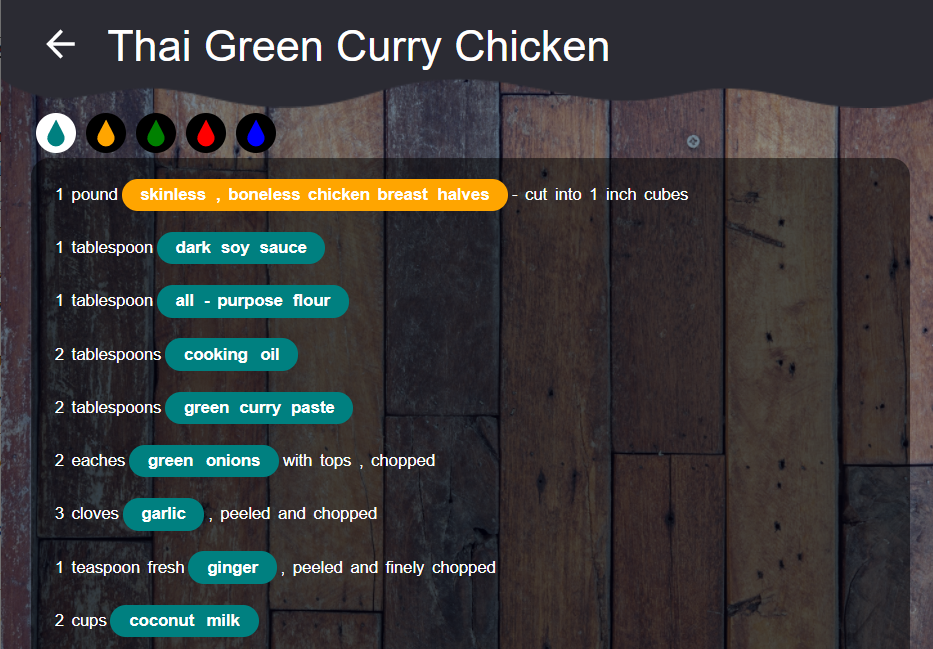 Thai Green Curry Chicken
1 pound skinless , boneless chicken breast halves - cut into 1 inch cubes
1 tablespoon dark soy sauce
1 tablespoon all - purpose flour
2 tablespoons cooking oil
2 tablespoons green curry paste
2 eaches green onions with tops , chopped
3 cloves garlic , peeled and chopped
1 teaspoon fresh ginger , peeled and finely chopped
2 cups coconut milk